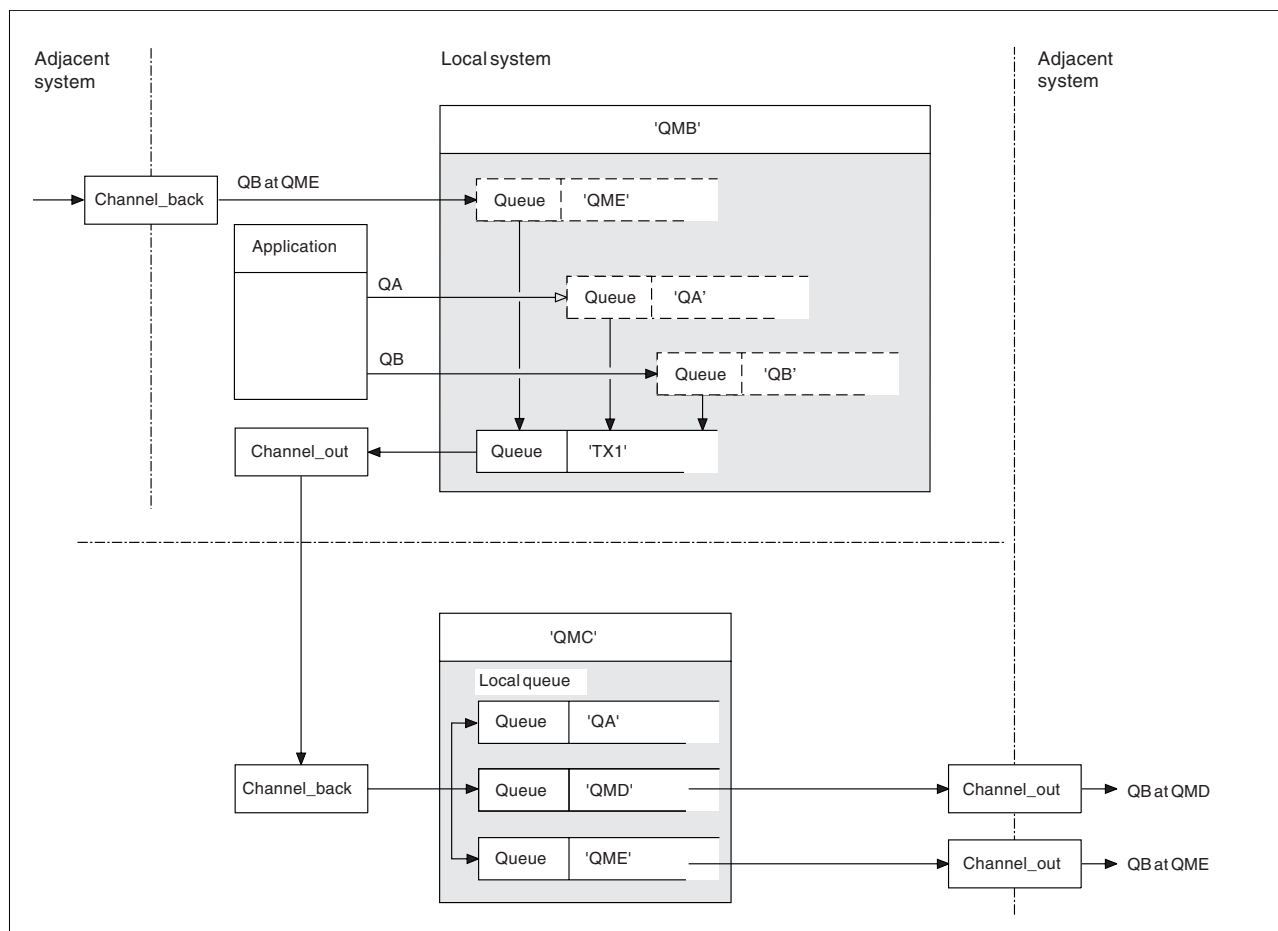 Adjacent
system
Local system
Adjacent
system
'QMB'
Channel_back
QB at QME
Queue 'QME'
Application
QA
Queue 'QA’
QB
Queue 'QB’
Channel_out
Queue 'TX1'
'QMC'
Local queue
Queue 'QA'
Channel_back
Queue 'QMD'
Channel_out
QB at QMD
Queue 'QME'
Channel_out
QB at QME